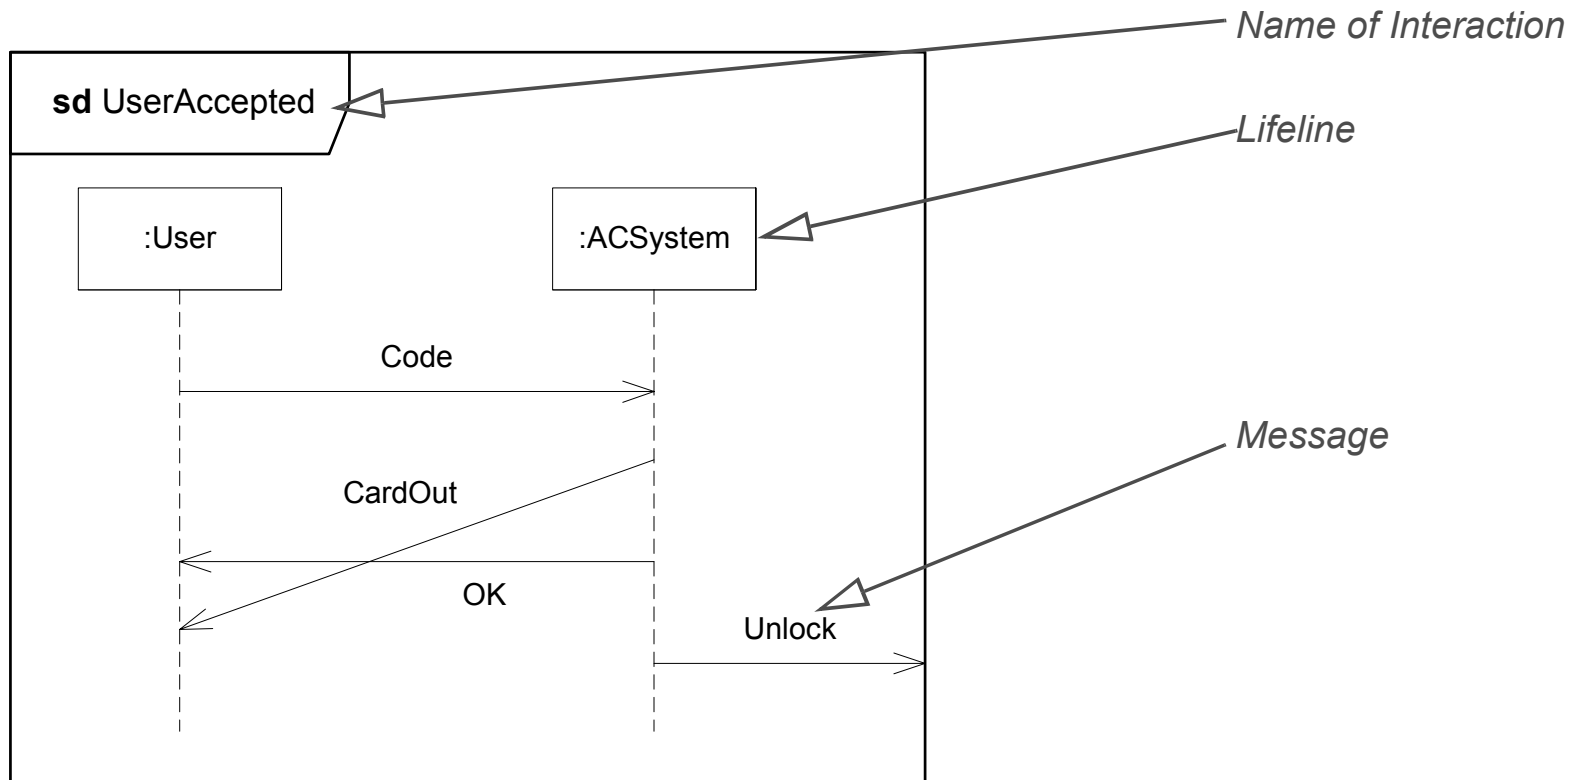 Name of Interaction
sd UserAccepted
Lifeline
:User
:ACSystem
Code
Message
CardOut
OK
Unlock